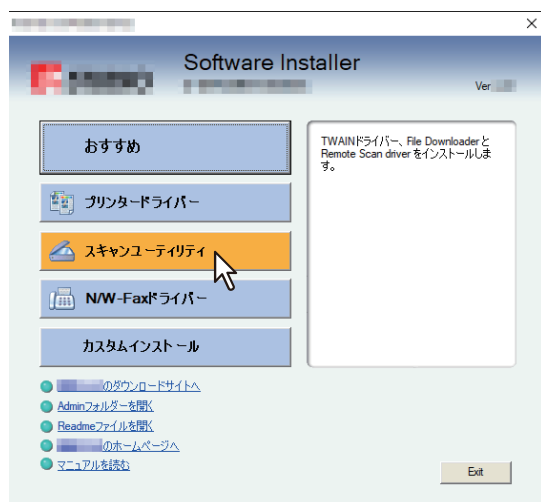 Software Installer
Ver
おすすめ
TWAINドライバー、File Downloaderと
Remote Scan driverをインストールしま
す。
プリンタードライバー
スキャンユーティリティ
N/W-Faxドライバー
カスタムインストール
のダウンロードサイトへ
Adminフォルダーを開く
Readmeファイルを開く
のホームページへ
マニュアルを読む
Exit